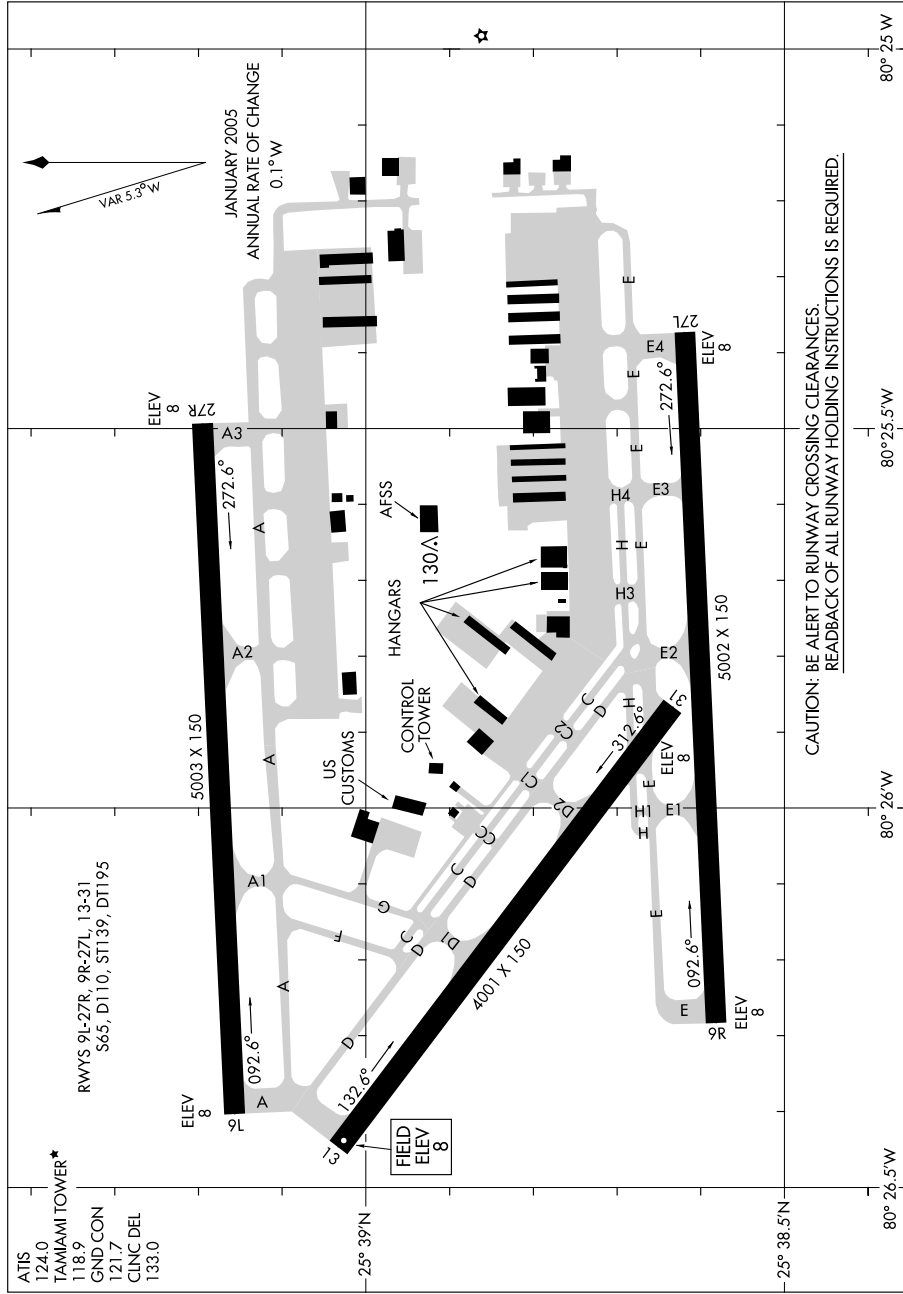 ATIS
124.0
TAMIAMI TOWER★
118.9
GND CON
121.7
CLNC DEL
133.0
RWYS 9L-27R, 9R-27L, 13-31
S65, D110, ST139, DT195
VAR 5.3° W
JANUARY 2005
ANNUAL RATE OF CHANGE
0.1° W
ELEV
8
9L
092.6°
A
5003 X 150
A
A1
A
A2
A
272.6°
A3
ELEV
8
27R
13
132.6°
FIELD
ELEV
8
D
F
G
D
C
D1
D
C
CC
4001 X 150
US
CUSTOMS
CONTROL
TOWER
HANGARS
130
AFSS
C1
D2
C2
D
C
312.6°
ELEV
8
31
H
H1
H
E
E1
E2
H3
H
H4
E
E3
E
E
E4
E
25° 39'N
E
E
9R
ELEV
8
092.6°
5002 X 150
272.6°
27L
ELEV
8
25° 38.5'N
CAUTION: BE ALERT TO RUNWAY CROSSING CLEARANCES.
READBACK OF ALL RUNWAY HOLDING INSTRUCTIONS IS REQUIRED.
80° 26.5'W
80° 26'W
80° 25.5'W
80° 25'W